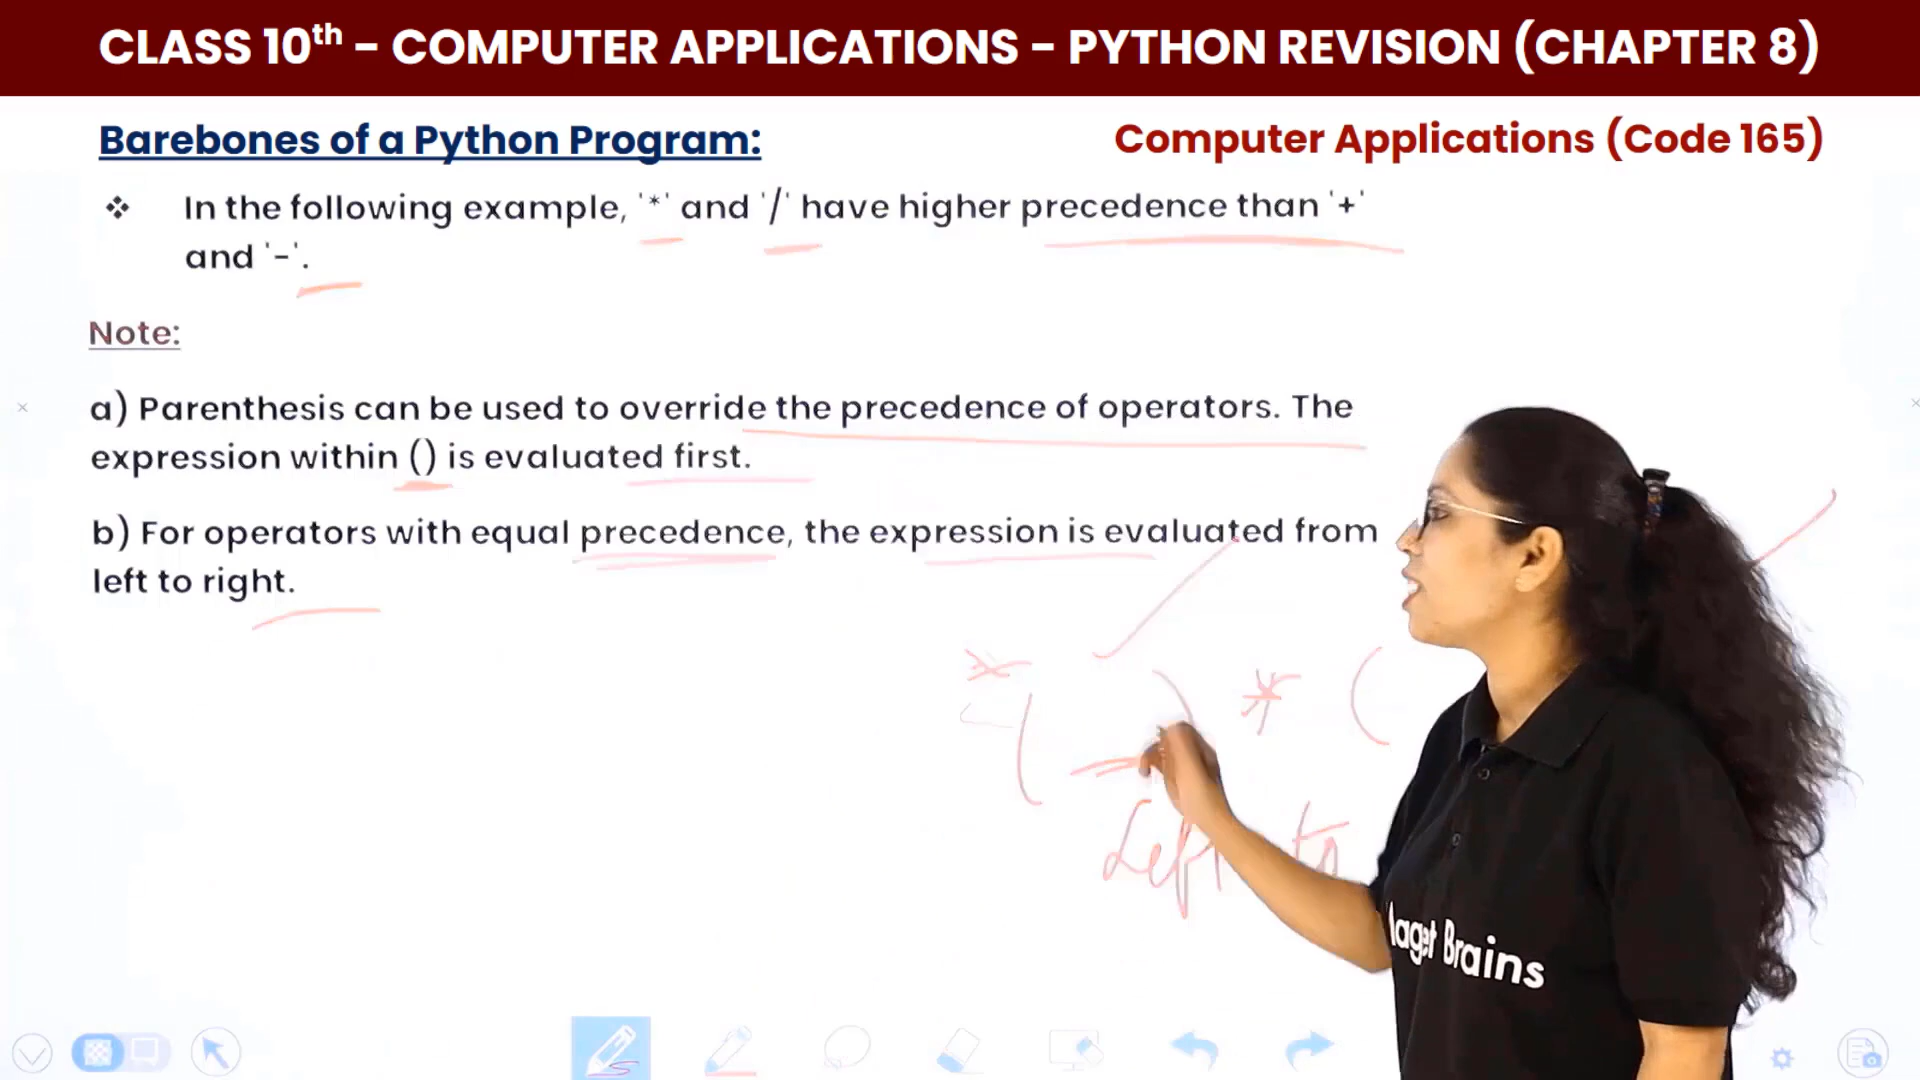 CLASS 10th – COMPUTER APPLICATIONS – PYTHON REVISION (CHAPTER 8)
Barebones of a Python Program:
Computer Applications (Code 165)
❖ In the following example, '*' and '/' have higher precedence than '+'
and '-'.
Note:
a) Parenthesis can be used to override the precedence of operators. The
expression within () is evaluated first.
b) For operators with equal precedence, the expression is evaluated from
left to right.
* ( ) * (
Left to
Brains